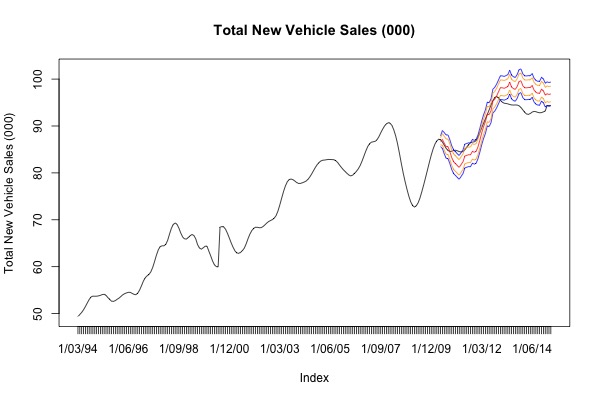 Total New Vehicle Sales (000)
Total New Vehicle Sales (000)
100
90
80
70
60
50
1/03/94 1/06/96 1/09/98 1/12/00 1/03/03 1/06/05 1/09/07 1/12/09 1/03/12 1/06/14
Index